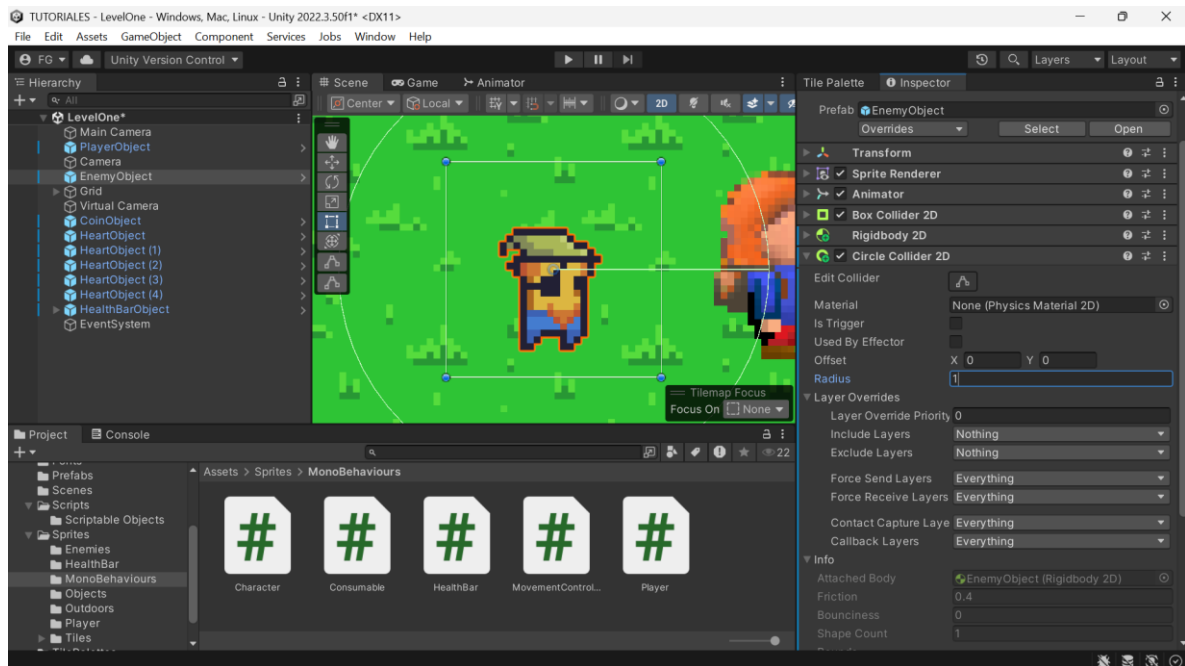 TUTORIALES - LevelOne - Windows, Mac, Linux - Unity 2022.3.50f1* <DX11>
File Edit Assets GameObject Component Services Jobs Window Help
FG Unity Version Control Layers Layout
Hierarchy
All
LevelOne*
Main Camera
PlayerObject
Camera
EnemyObject
Grid
Virtual Camera
CoinObject
HeartObject
HeartObject (1)
HeartObject (2)
HeartObject (3)
HeartObject (4)
HealthBarObject
EventSystem
Scene Game Animator
Center Local 2D
Tilemap Focus
Focus On None
Tile Palette Inspector
Prefab EnemyObject
Overrides Select Open
Transform
Sprite Renderer
Animator
Box Collider 2D
Rigidbody 2D
Circle Collider 2D
Edit Collider
Material None (Physics Material 2D)
Is Trigger
Used By Effector
Offset X 0 Y 0
Radius 1
Layer Overrides
Layer Override Priority 0
Include Layers Nothing
Exclude Layers Nothing
Force Send Layers Everything
Force Receive Layers Everything
Contact Capture Laye Everything
Callback Layers Everything
Info
Attached Body EnemyObject (Rigidbody 2D)
Friction 0.4
Bounciness 0
Shape Count 1
Project Console
22
Prefabs
Scenes
Scripts
Scriptable Objects
Sprites
Enemies
HealthBar
MonoBehaviours
Objects
Outdoors
Player
Tiles
Assets > Sprites > MonoBehaviours
Character Consumable HealthBar MovementControl... Player